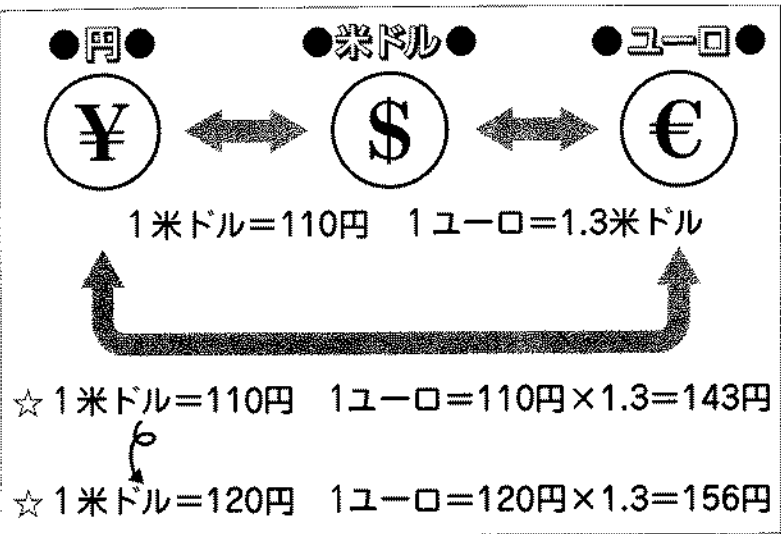 ●円● ●米ドル● ●ユーロ●
¥ $ €
1米ドル＝110円 1ユーロ＝1.3米ドル
☆1米ドル＝110円 1ユーロ＝110円×1.3＝143円
☆1米ドル＝120円 1ユーロ＝120円×1.3＝156円